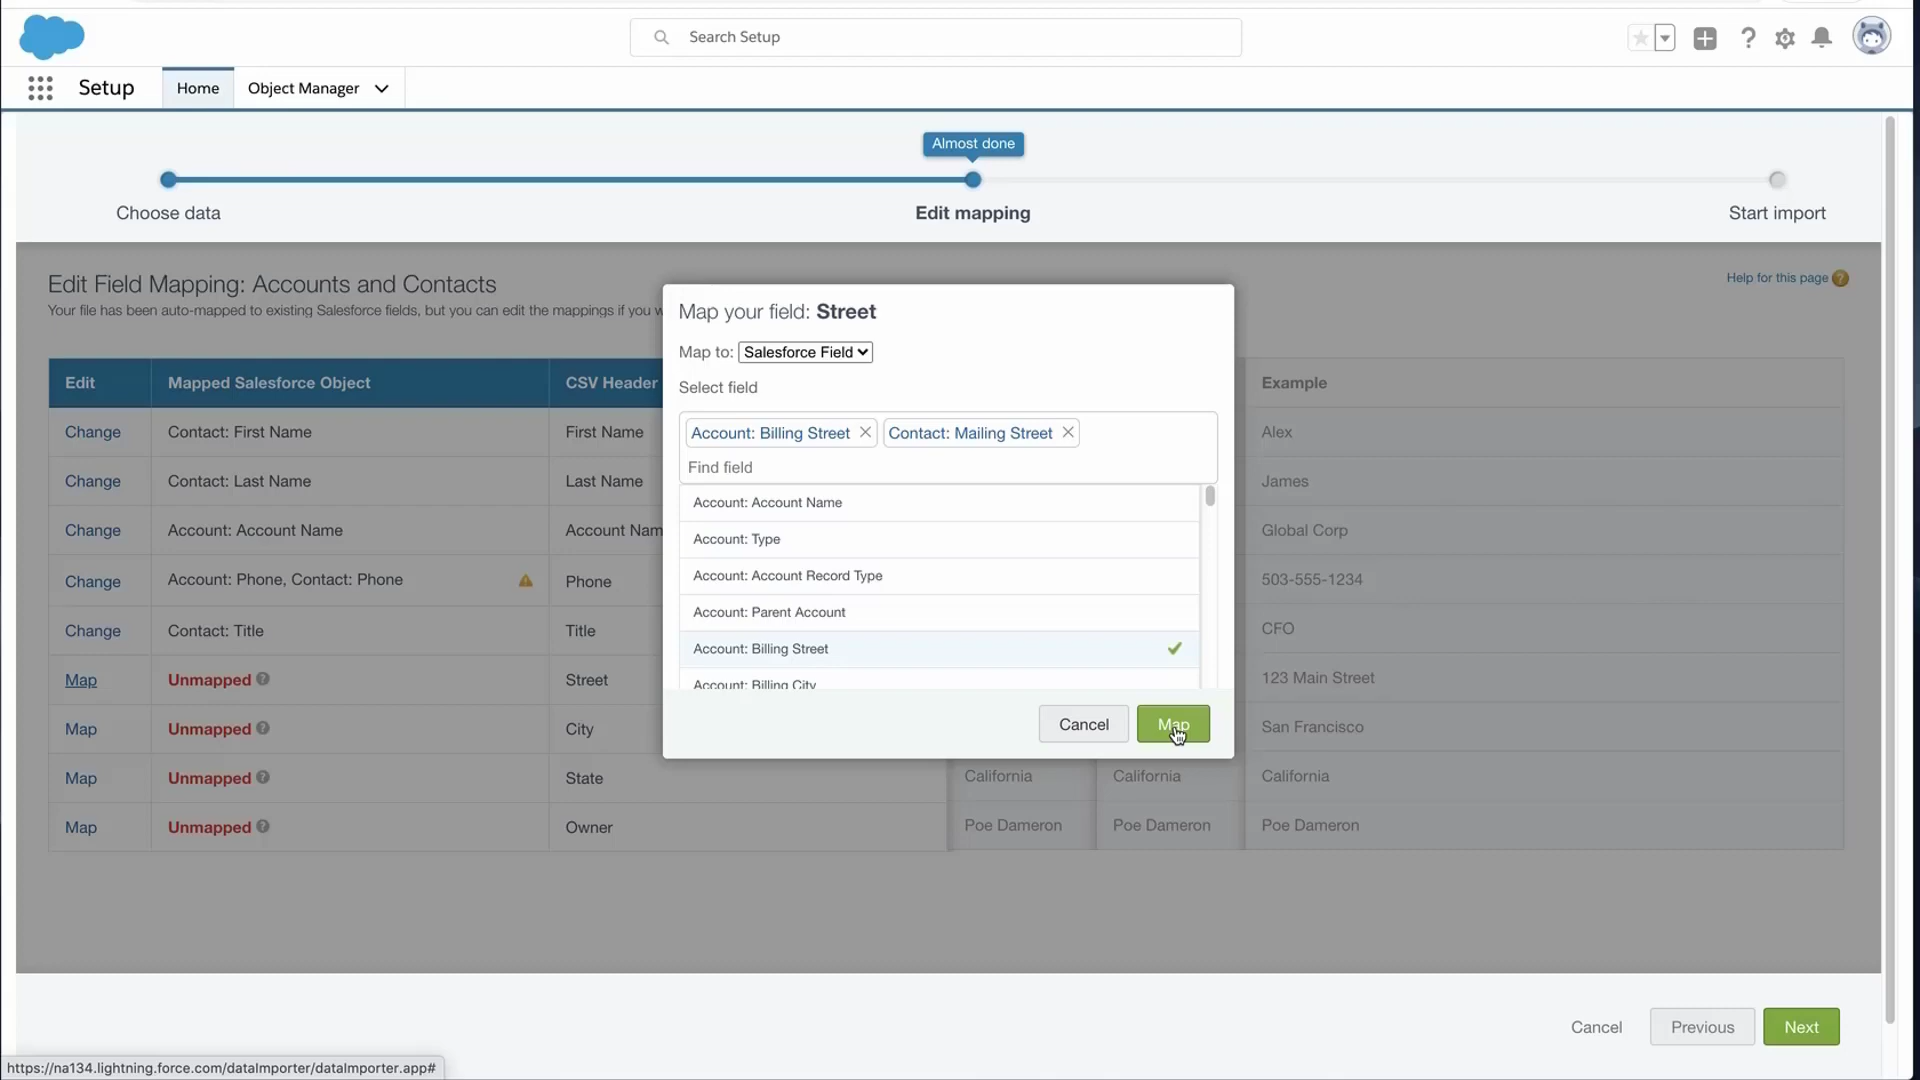 Search Setup
Setup
Home
Object Manager
Almost done
Choose data
Edit mapping
Start import
Edit Field Mapping: Accounts and Contacts
Help for this page
Your file has been auto-mapped to existing Salesforce fields, but you can edit the mappings if you w
Edit Mapped Salesforce Object CSV Header Example
Change Contact: First Name First Name Alex
Change Contact: Last Name Last Name James
Change Account: Account Name Account Nam Global Corp
Change Account: Phone, Contact: Phone Phone 503-555-1234
Change Contact: Title Title CFO
Map Unmapped ? Street 123 Main Street
Map Unmapped ? City San Francisco
Map Unmapped ? State California California California
Map Unmapped ? Owner Poe Dameron Poe Dameron Poe Dameron
Map your field: Street
Map to: Salesforce Field
Select field
Account: Billing Street Contact: Mailing Street
Find field
Account: Account Name
Account: Type
Account: Account Record Type
Account: Parent Account
Account: Billing Street
Account: Billing City
Cancel Map
Cancel Previous Next
https://na134.lightning.force.com/dataImporter/dataImporter.app#